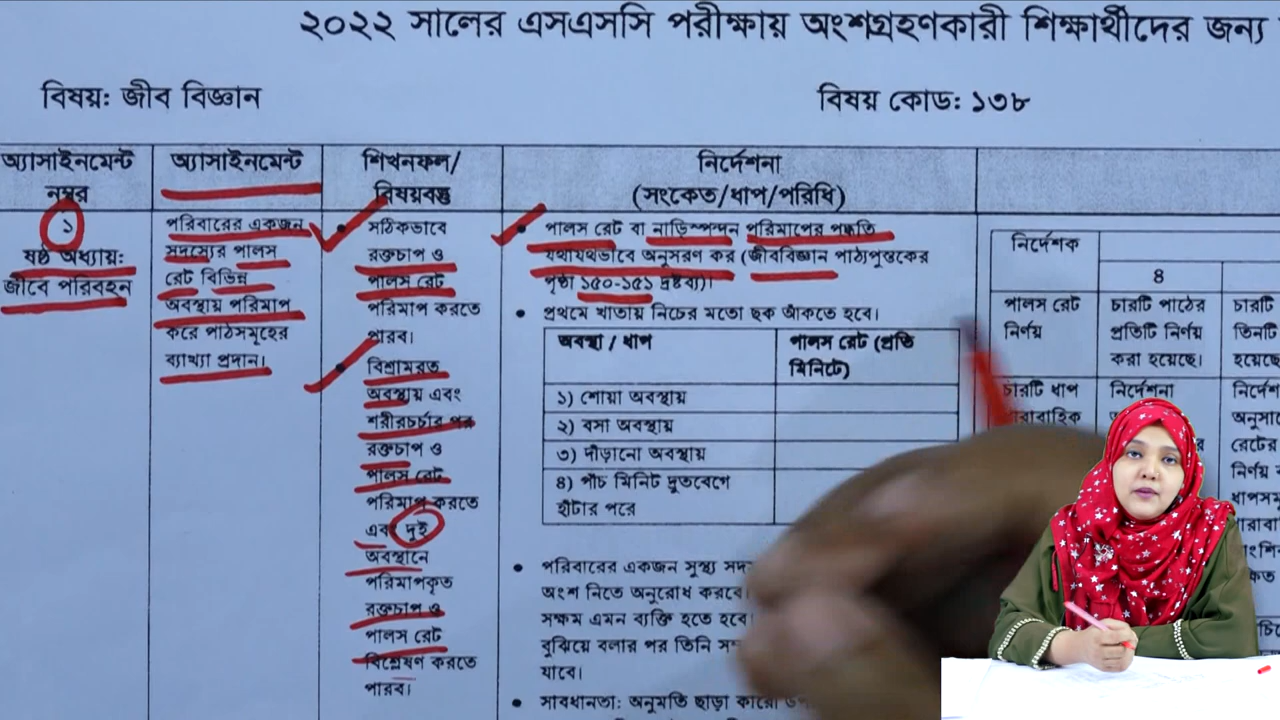 ২০২২ সালের এসএসসি পরীক্ষায় অংশগ্রহণকারী শিক্ষার্থীদের জন্য
বিষয়: জীব বিজ্ঞান
বিষয় কোড: ১৩৮
অ্যাসাইনমেন্ট
নম্বর
১
ষষ্ঠ অধ্যায়:
জীবে পরিবহন
অ্যাসাইনমেন্ট
পরিবারের একজন
সদস্যের পালস
রেট বিভিন্ন
অবস্থায় পরিমাপ
করে পাঠসমূহের
ব্যাখ্যা প্রদান।
শিখনফল/
বিষয়বস্তু
• সঠিকভাবে
রক্তচাপ ও
পালস রেট
পরিমাপ করতে
পারব।
• বিশ্রামরত
অবস্থায় এবং
শরীরচর্চার পর
রক্তচাপ ও
পালস রেট
পরিমাপ করতে
এবং দুই
অবস্থানে
পরিমাপকৃত
রক্তচাপ ও
পালস রেট
বিশ্লেষণ করতে
পারব।
নির্দেশনা
(সংকেত/ধাপ/পরিধি)
• পালস রেট বা নাড়িস্পন্দন পরিমাপের পদ্ধতি
যথাযথভাবে অনুসরণ কর (জীববিজ্ঞান পাঠ্যপুস্তকের
পৃষ্ঠা ১৫০-১৫১ দ্রষ্টব্য)।
• প্রথমে খাতায় নিচের মতো ছক আঁকতে হবে।
অবস্থা / ধাপ
পালস রেট (প্রতি
মিনিটে)
১) শোয়া অবস্থায়
২) বসা অবস্থায়
৩) দাঁড়ানো অবস্থায়
৪) পাঁচ মিনিট দ্রুতবেগে
হাঁটার পরে
• পরিবারের একজন সুস্থ্য
অংশ নিতে অনুরোধ করবে।
সক্ষম এমন ব্যক্তি হতে হবে
বুঝিয়ে বলার পর তিনি
যাবে।
• সাবধানতা: অনুমতি ছাড়া কারো
নির্দেশক
৪
পালস রেট
নির্ণয়
চারটি পাঠের
প্রতিটি নির্ণয়
করা হয়েছে।
চারটি
তিনটি
হয়েছে
চারটি ধাপ
নির্দেশনা